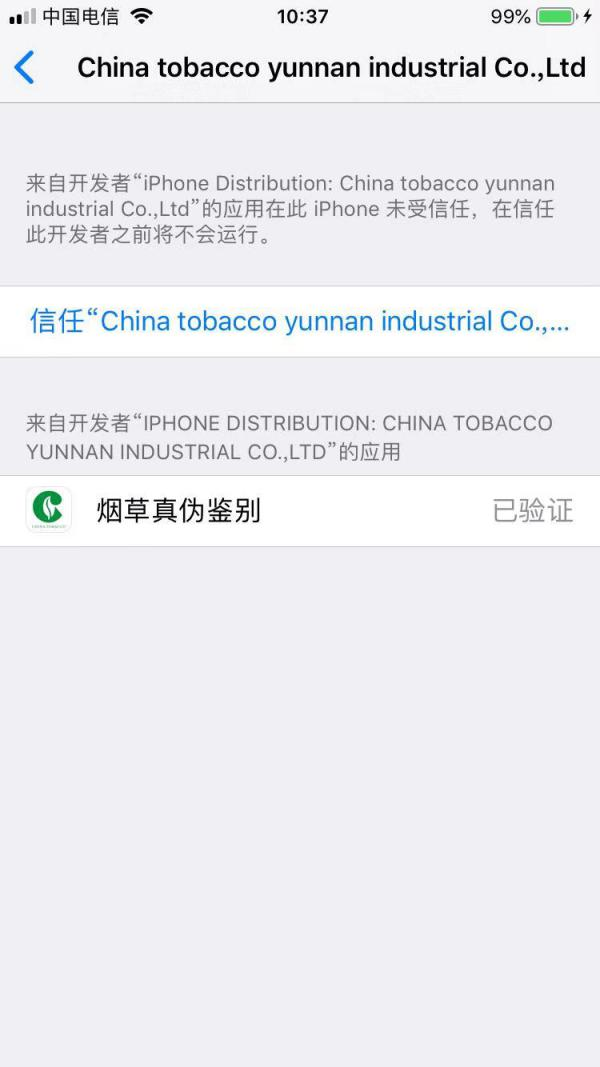 中国电信
10:37
99%
China tobacco yunnan industrial Co.,Ltd
来自开发者“iPhone Distribution: China tobacco yunnan
industrial Co.,Ltd”的应用在此 iPhone 未受信任，在信任
此开发者之前将不会运行。
信任“China tobacco yunnan industrial Co.,...
来自开发者“IPHONE DISTRIBUTION: CHINA TOBACCO
YUNNAN INDUSTRIAL CO.,LTD”的应用
CHINA TOBACCO
烟草真伪鉴别
已验证